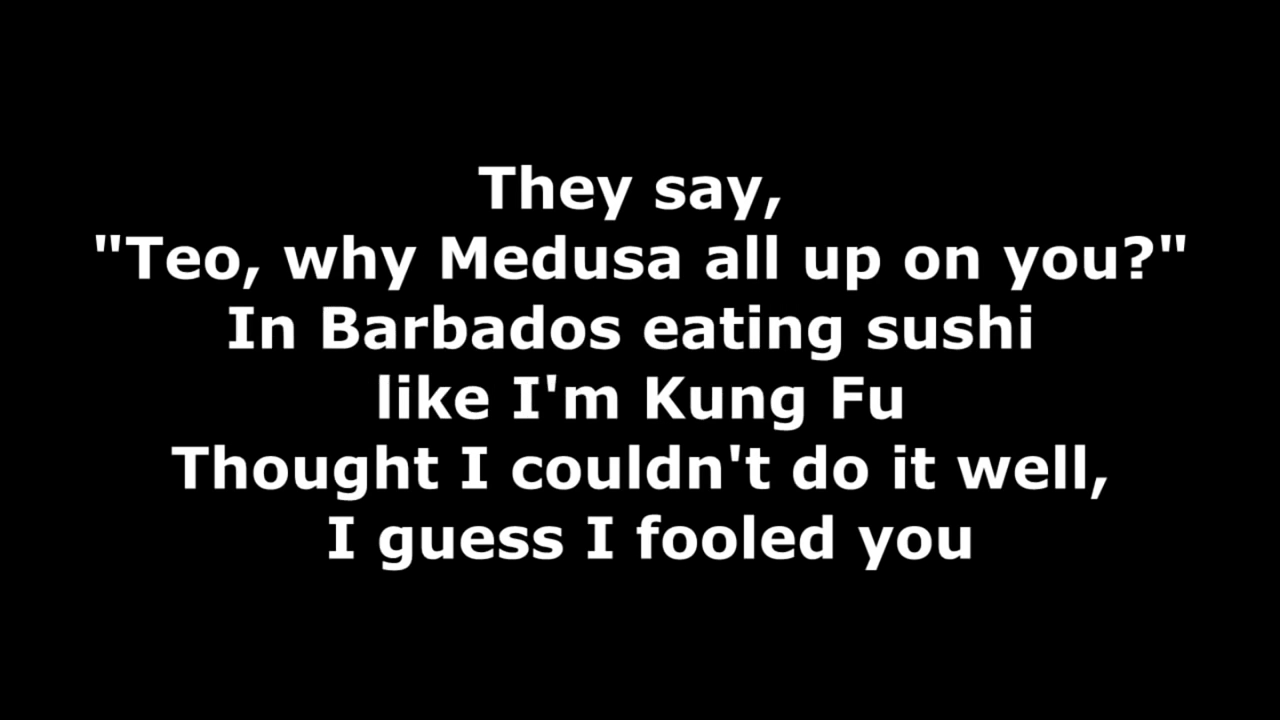 They say,
"Teo, why Medusa all up on you?"
In Barbados eating sushi
like I'm Kung Fu
Thought I couldn't do it well,
I guess I fooled you